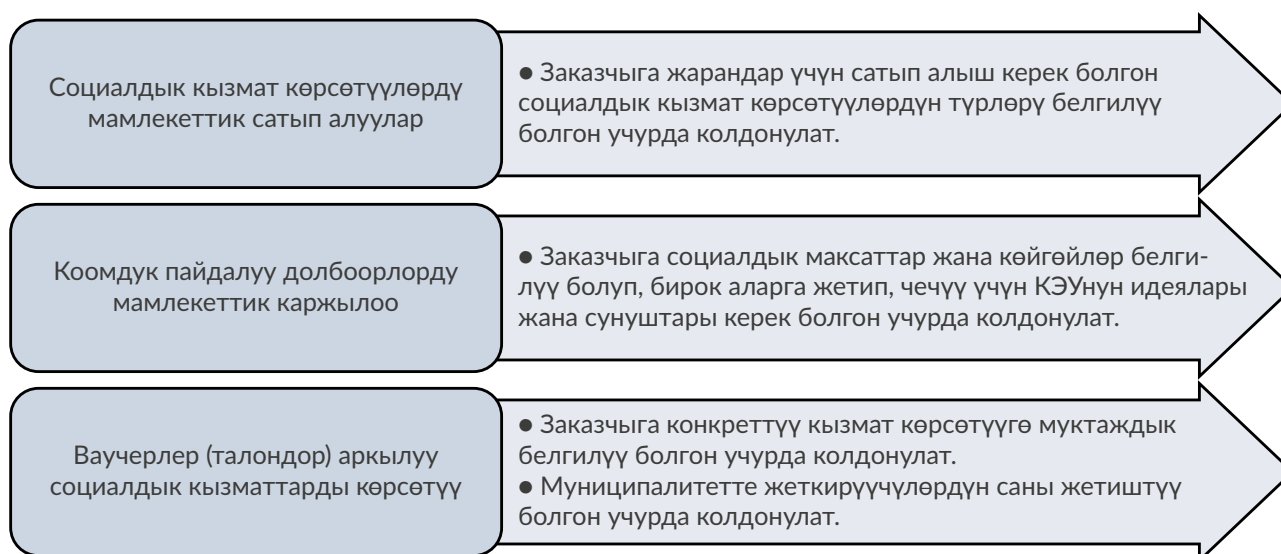 Социалдык кызмат көрсөтүүлөрдү
мамлекеттик сатып алуулар
● Заказчыга жарандар үчүн сатып алыш керек болгон
социалдык кызмат көрсөтүүлөрдүн түрлөрү белгилүү
болгон учурда колдонулат.
Коомдук пайдалуу долбоорлорду
мамлекеттик каржылоо
● Заказчыга социалдык максаттар жана көйгөйлөр белги-
лүү болуп, бирок аларга жетип, чечүү үчүн КЭУнун идеялары
жана сунуштары керек болгон учурда колдонулат.
Ваучерлер (талондор) аркылуу
социалдык кызматтарды көрсөтүү
● Заказчыга конкреттүү кызмат көрсөтүүгө муктаждык
белгилүү болгон учурда колдонулат.
● Муниципалитетте жеткирүүчүлөрдүн саны жетиштүү
болгон учурда колдонулат.